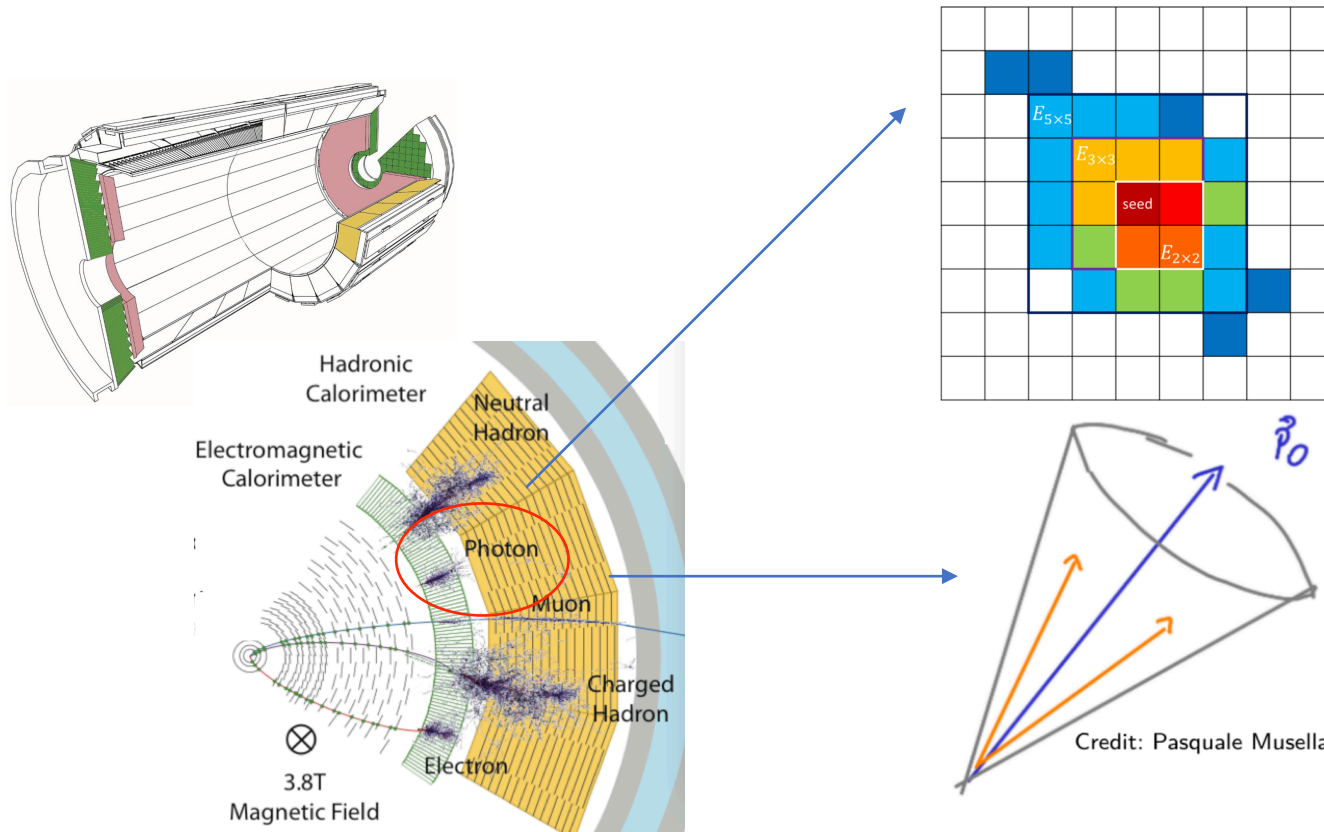 E5×5
E3×3
seed
E2×2
Hadronic
Calorimeter
Neutral
Hadron
Electromagnetic
Calorimeter
Photon
Muon
Charged
Hadron
Electron
3.8T
Magnetic Field
p⃗0
Credit: Pasquale Musella